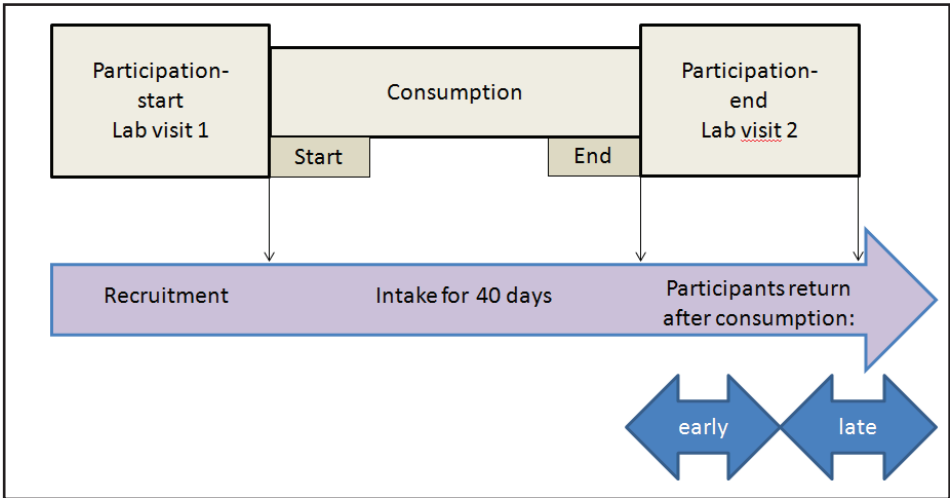 Participation-
start
Lab visit 1
Consumption
Participation-
end
Lab visit 2
Start
End
Recruitment
Intake for 40 days
Participants return
after consumption:
early
late